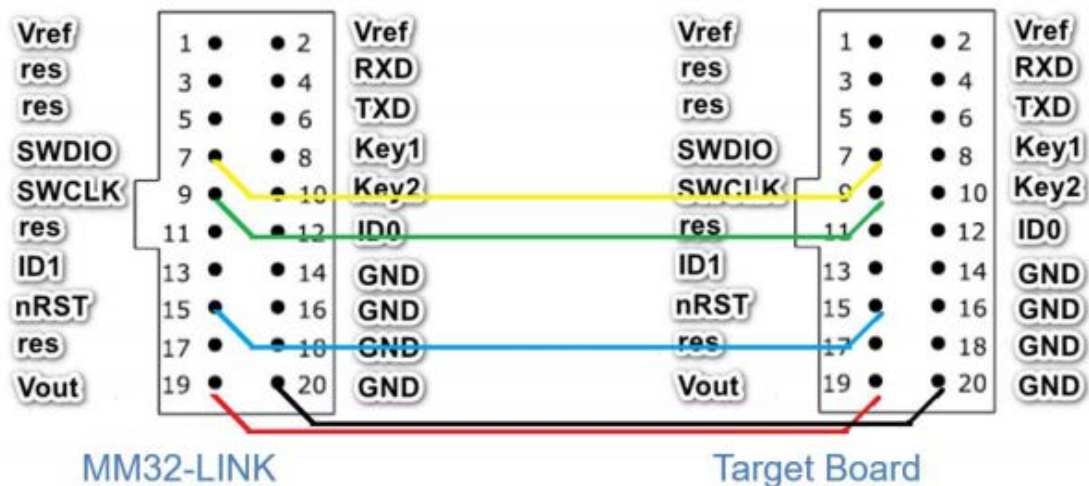 Vref 1 2 Vref Vref 1 2 Vref
res 3 4 RXD res 3 4 RXD
res 5 6 TXD res 5 6 TXD
SWDIO 7 8 Key1 SWDIO 7 8 Key1
SWCLK 9 10 Key2 SWCLK 9 10 Key2
res 11 12 ID0 res 11 12 ID0
ID1 13 14 GND ID1 13 14 GND
nRST 15 16 GND nRST 15 16 GND
res 17 18 GND res 17 18 GND
Vout 19 20 GND Vout 19 20 GND
MM32-LINK Target Board